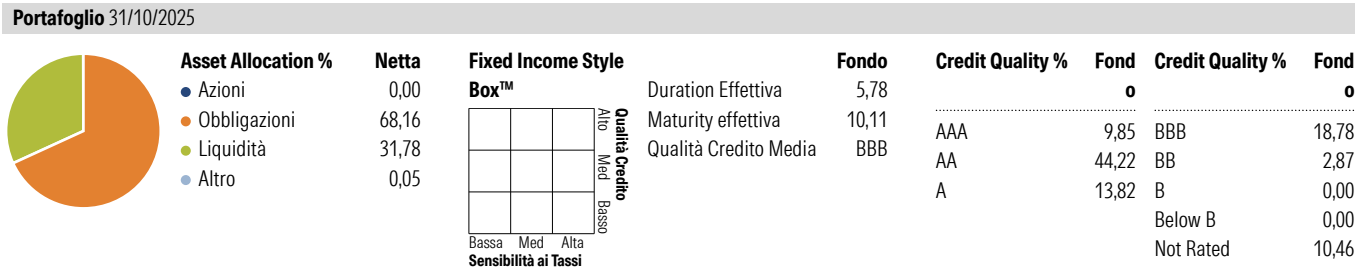 Portafoglio 31/10/2025
Asset Allocation % Netta
Azioni 0,00
Obbligazioni 68,16
Liquidità 31,78
Altro 0,05
Fixed Income Style Box™
Alto
Med
Basso
Qualità Credito
Bassa Med Alta
Sensibilità ai Tassi
Fondo
Duration Effettiva 5,78
Maturity effettiva 10,11
Qualità Credito Media BBB
Credit Quality % Fond
o
AAA 9,85
AA 44,22
A 13,82
Credit Quality % Fond
o
BBB 18,78
BB 2,87
B 0,00
Below B 0,00
Not Rated 10,46